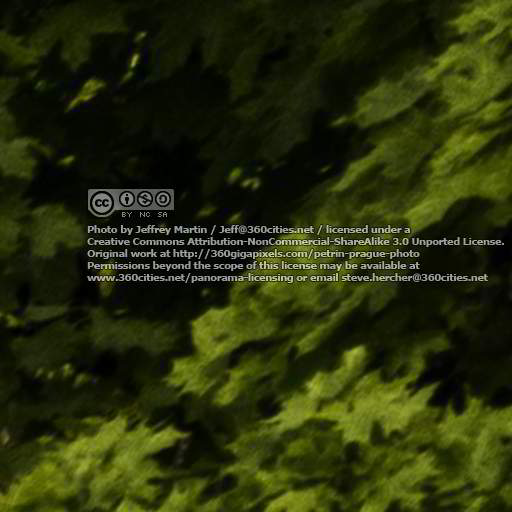 cc BY NC SA
Photo by Jeffrey Martin / Jeff@360cities.net / licensed under a
Creative Commons Attribution-NonCommercial-ShareAlike 3.0 Unported License.
Original work at http://360gigapixels.com/petrin-prague-photo
Permissions beyond the scope of this license may be available at
www.360cities.net/panorama-licensing or email steve.hercher@360cities.net